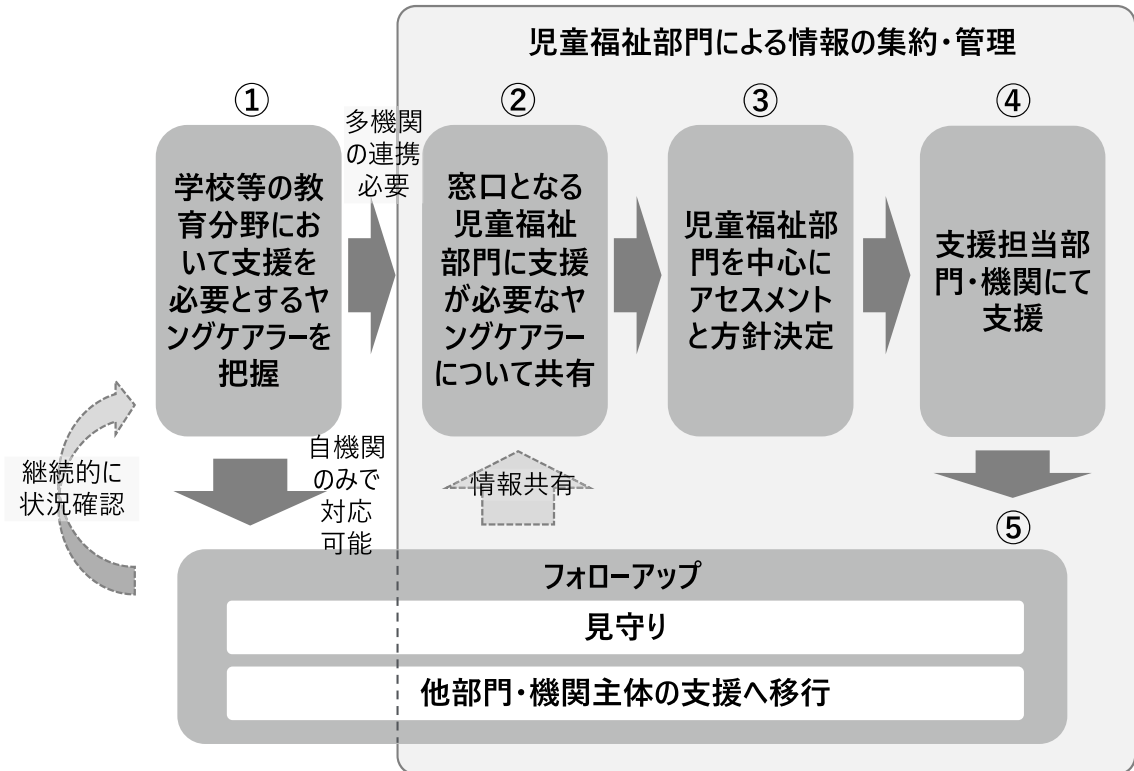 児童福祉部門による情報の集約・管理
①
学校等の教
育分野にお
いて支援を
必要とするヤ
ングケアラーを
把握
多機関
の連携
必要
②
窓口となる
児童福祉
部門に支援
が必要なヤ
ングケアラー
について共有
③
児童福祉部
門を中心に
アセスメント
と方針決定
④
支援担当部
門・機関にて
支援
継続的に
状況確認
自機関
のみで
対応
可能
情報共有
⑤
フォローアップ
見守り
他部門・機関主体の支援へ移行